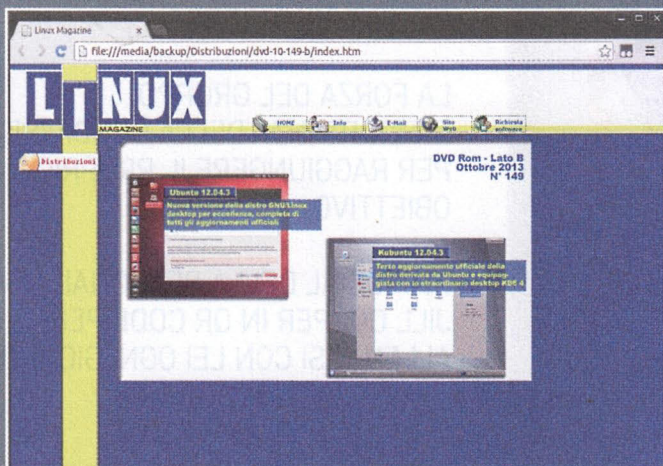 Linux Magazine
file:///media/backup/Distribuzioni/dvd-10-149-b/index.htm
LINUX
MAGAZINE
HOME
Info
E-Mail
Sito Web
Richiesta software
Distribuzioni
DVD Rom - Lato B
Ottobre 2013
N° 149
Ubuntu 12.04.3
Nuova versione della distro GNU/Linux
desktop per eccellenza, completa di
tutti gli aggiornamenti ufficiali
Kubuntu 12.04.3
Terzo aggiornamento ufficiale della
distro derivata da Ubuntu e equipag-
giata con lo straordinario desktop KDE 4